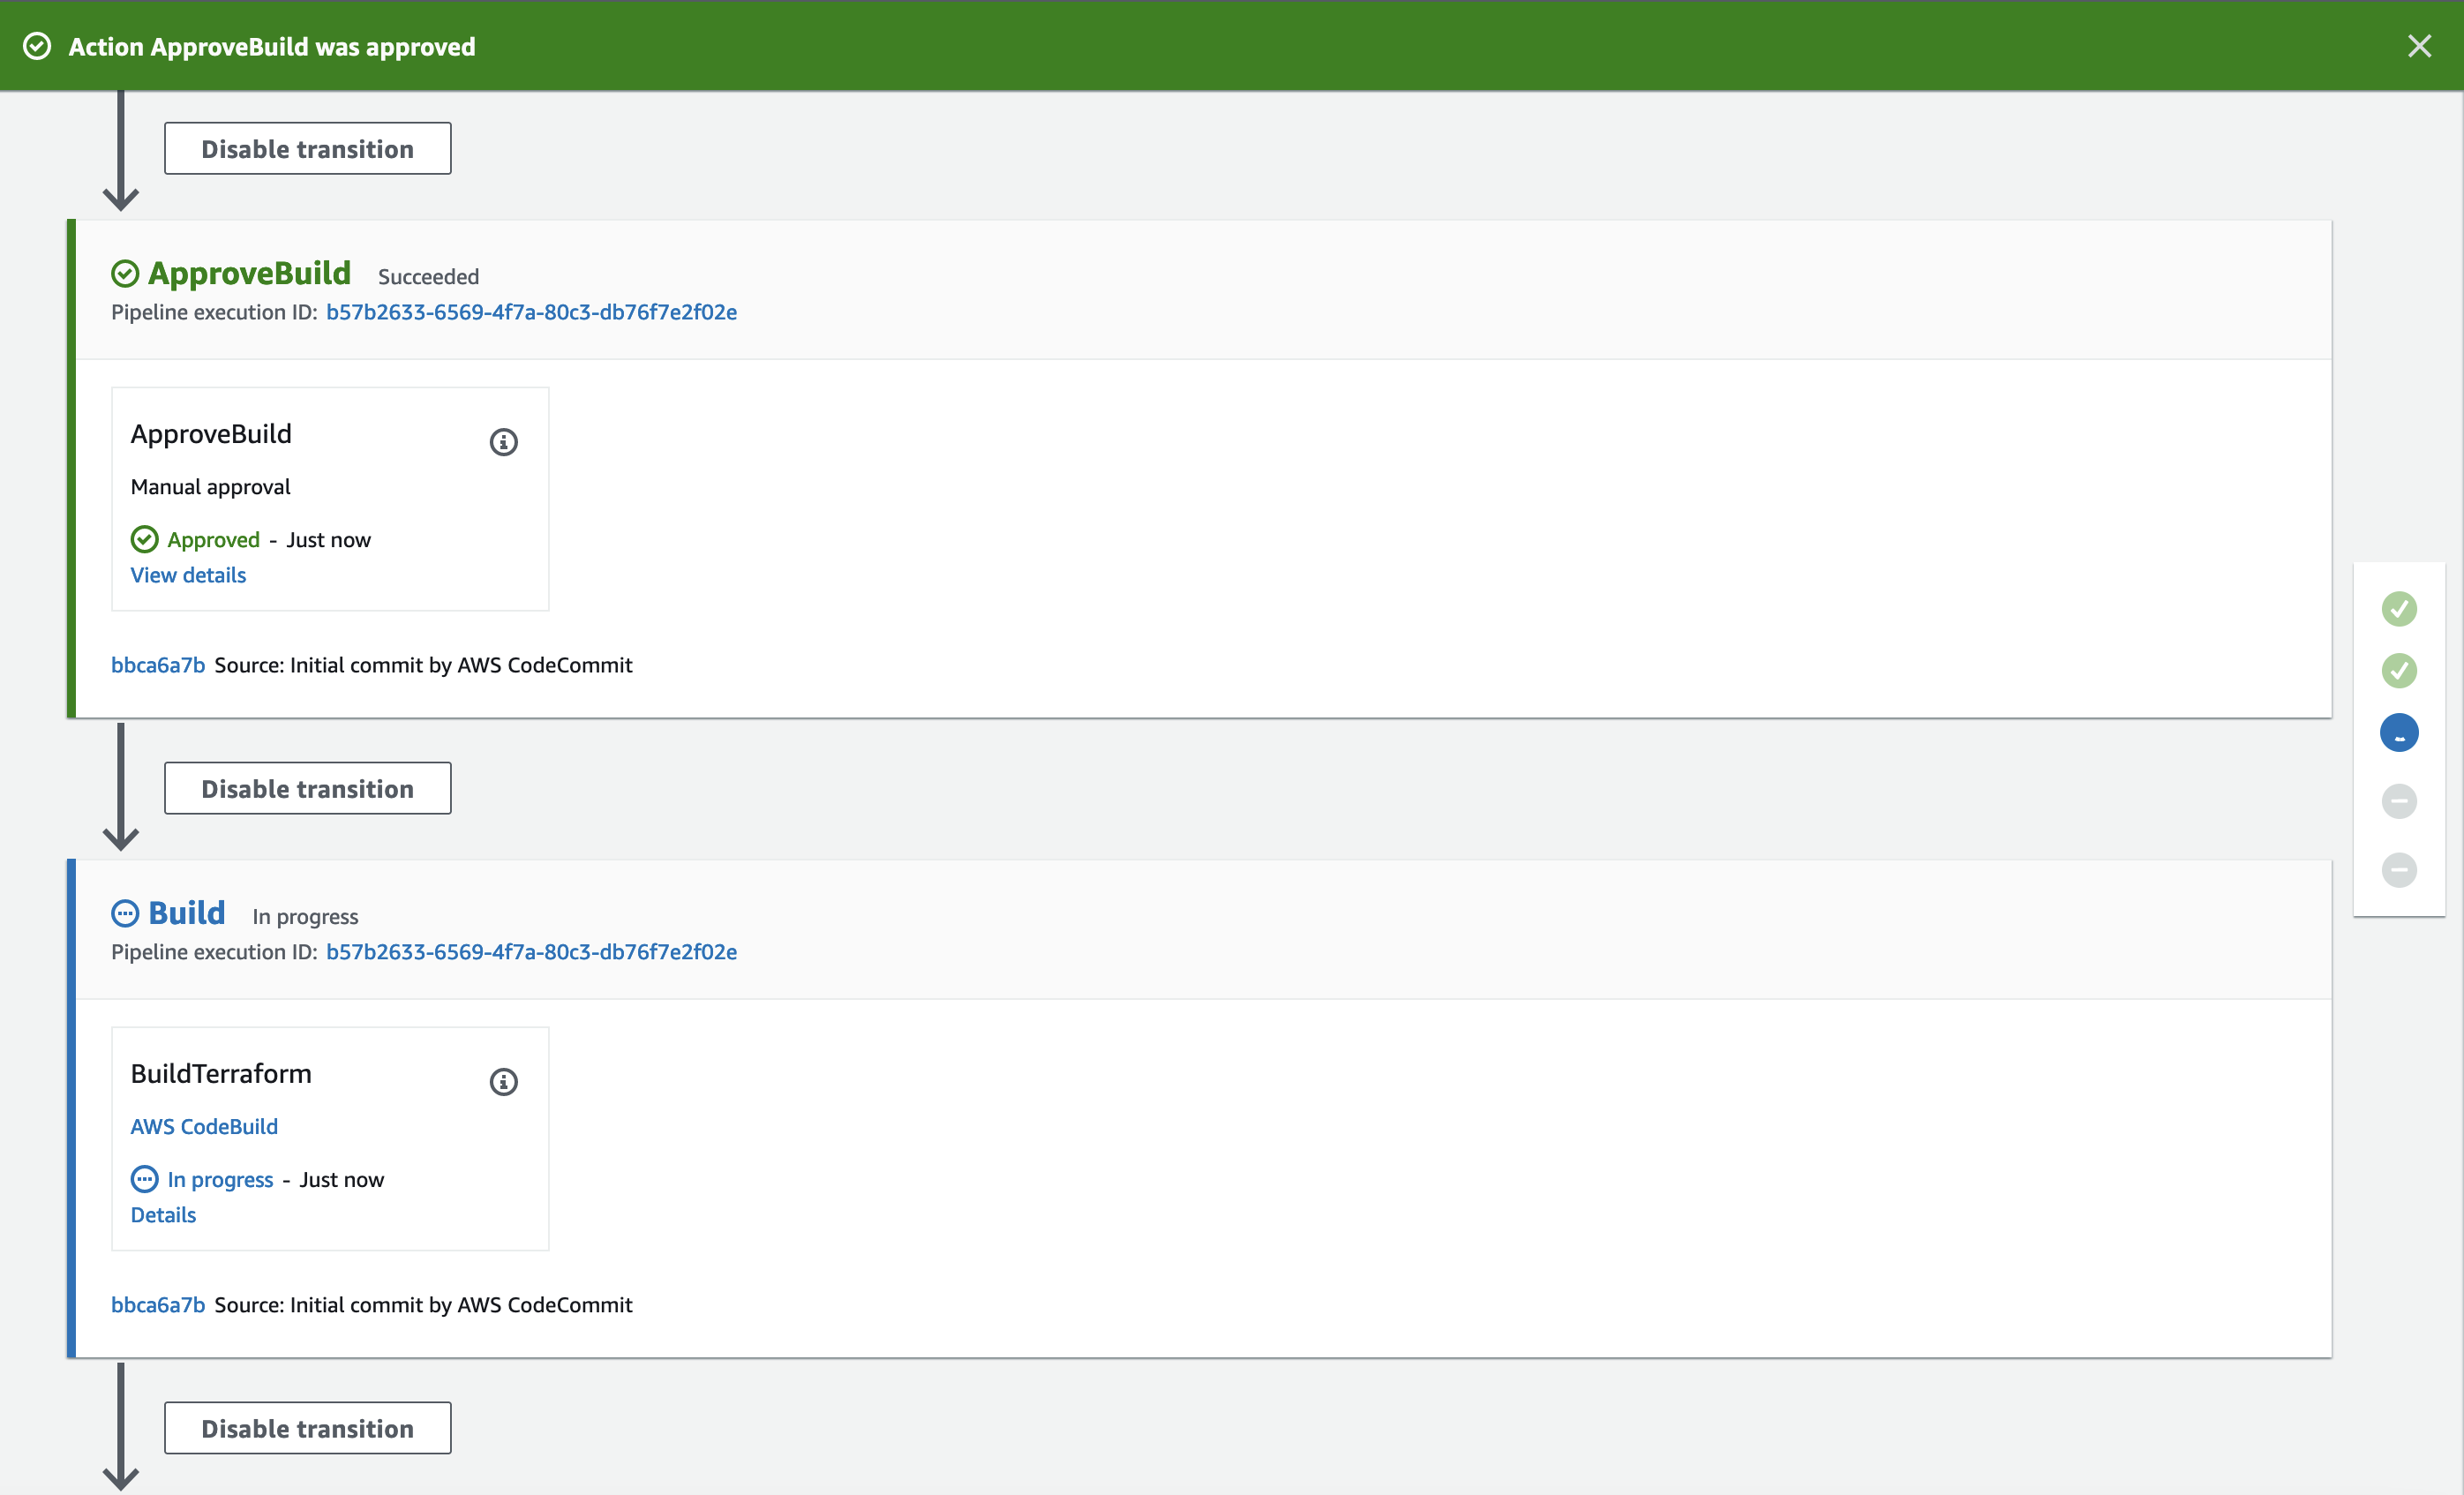 Action ApproveBuild was approved
Disable transition
ApproveBuild Succeeded
Pipeline execution ID: b57b2633-6569-4f7a-80c3-db76f7e2f02e
ApproveBuild
Manual approval
Approved - Just now
View details
bbca6a7b Source: Initial commit by AWS CodeCommit
Disable transition
Build In progress
Pipeline execution ID: b57b2633-6569-4f7a-80c3-db76f7e2f02e
BuildTerraform
AWS CodeBuild
In progress - Just now
Details
bbca6a7b Source: Initial commit by AWS CodeCommit
Disable transition